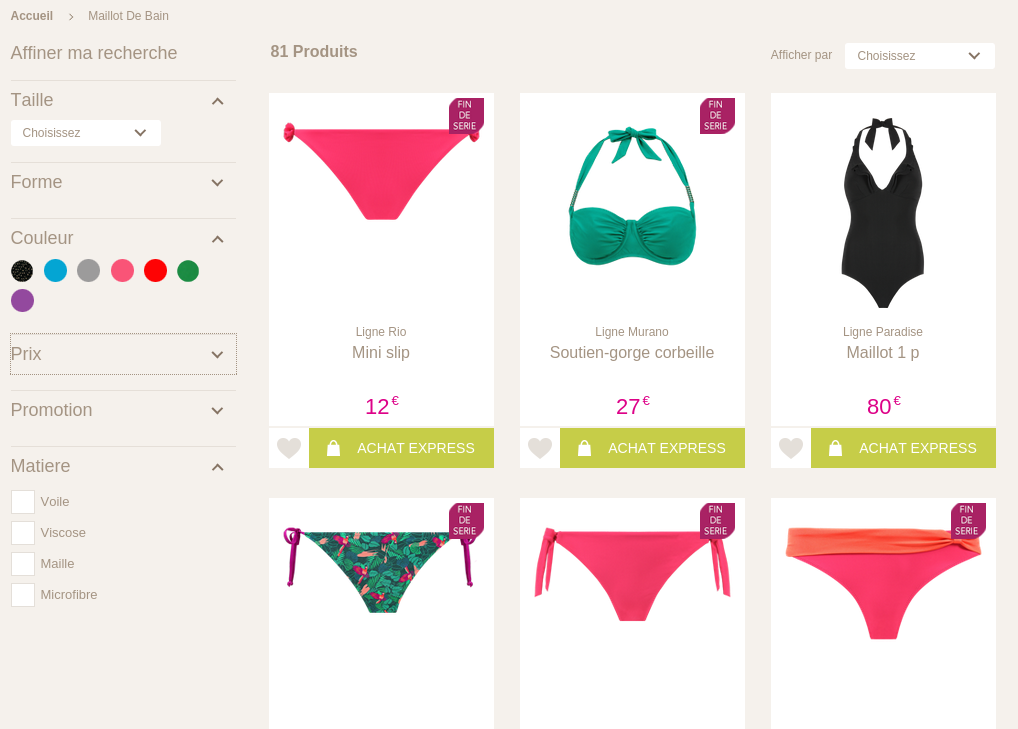 Accueil > Maillot De Bain
Affiner ma recherche
81 Produits
Afficher par
Choisissez
Taille
Choisissez
Forme
Couleur
Prix
Promotion
Matiere
Voile
Viscose
Maille
Microfibre
FIN
DE
SERIE
Ligne Rio
Mini slip
12 €
ACHAT EXPRESS
FIN
DE
SERIE
Ligne Murano
Soutien-gorge corbeille
27 €
ACHAT EXPRESS
Ligne Paradise
Maillot 1 p
80 €
ACHAT EXPRESS
FIN
DE
SERIE
FIN
DE
SERIE
FIN
DE
SERIE